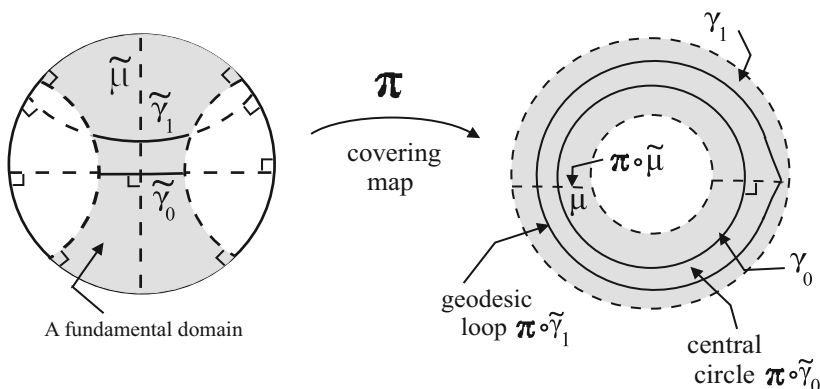 μ̃
γ̃₁
γ̃₀
A fundamental domain
π
covering
map
γ₁
π∘μ̃
μ
γ₀
geodesic
loop π∘γ̃₁
central
circle π∘γ̃₀